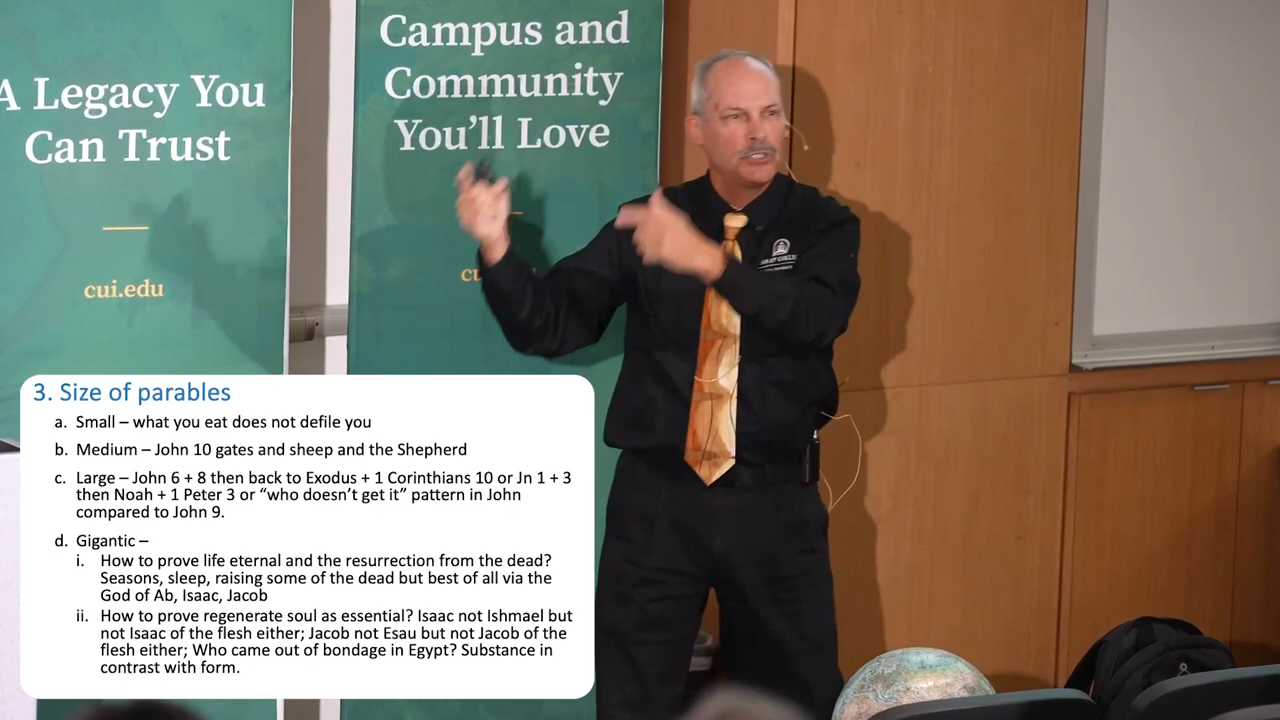 A Legacy You
Can Trust
cui.edu
Campus and
Community
You'll Love
3. Size of parables
a. Small – what you eat does not defile you
b. Medium – John 10 gates and sheep and the Shepherd
c. Large – John 6 + 8 then back to Exodus + 1 Corinthians 10 or Jn 1 + 3
then Noah + 1 Peter 3 or “who doesn’t get it” pattern in John
compared to John 9.
d. Gigantic –
i. How to prove life eternal and the resurrection from the dead?
Seasons, sleep, raising some of the dead but best of all via the
God of Ab, Isaac, Jacob
ii. How to prove regenerate soul as essential? Isaac not Ishmael but
not Isaac of the flesh either; Jacob not Esau but not Jacob of the
flesh either; Who came out of bondage in Egypt? Substance in
contrast with form.